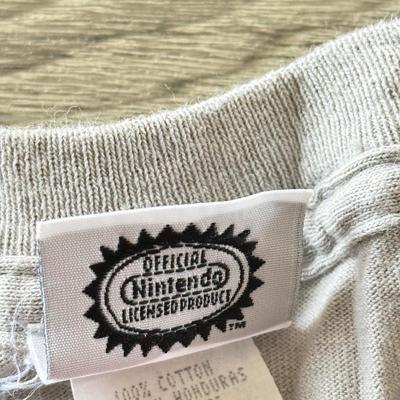 OFFICIAL
Nintendo
LICENSED PRODUCT
TM
100% COTTON
HONDURAS